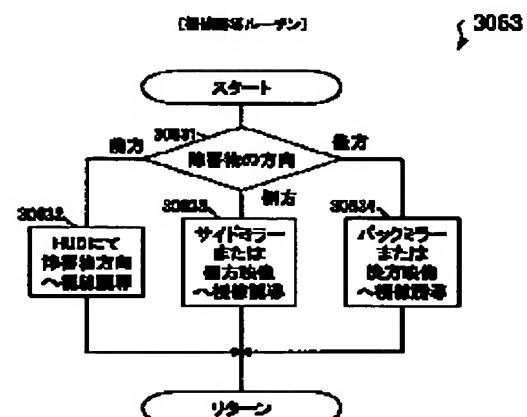 [視線誘導ルーチン]
3063
スタート
30631
前方
障害物の方向
後方
側方
30632
HUDにて
障害物方向
へ視線誘導
30633
サイドミラー
または
側方映像
へ視線誘導
30634
バックミラー
または
後方映像
へ視線誘導
リターン